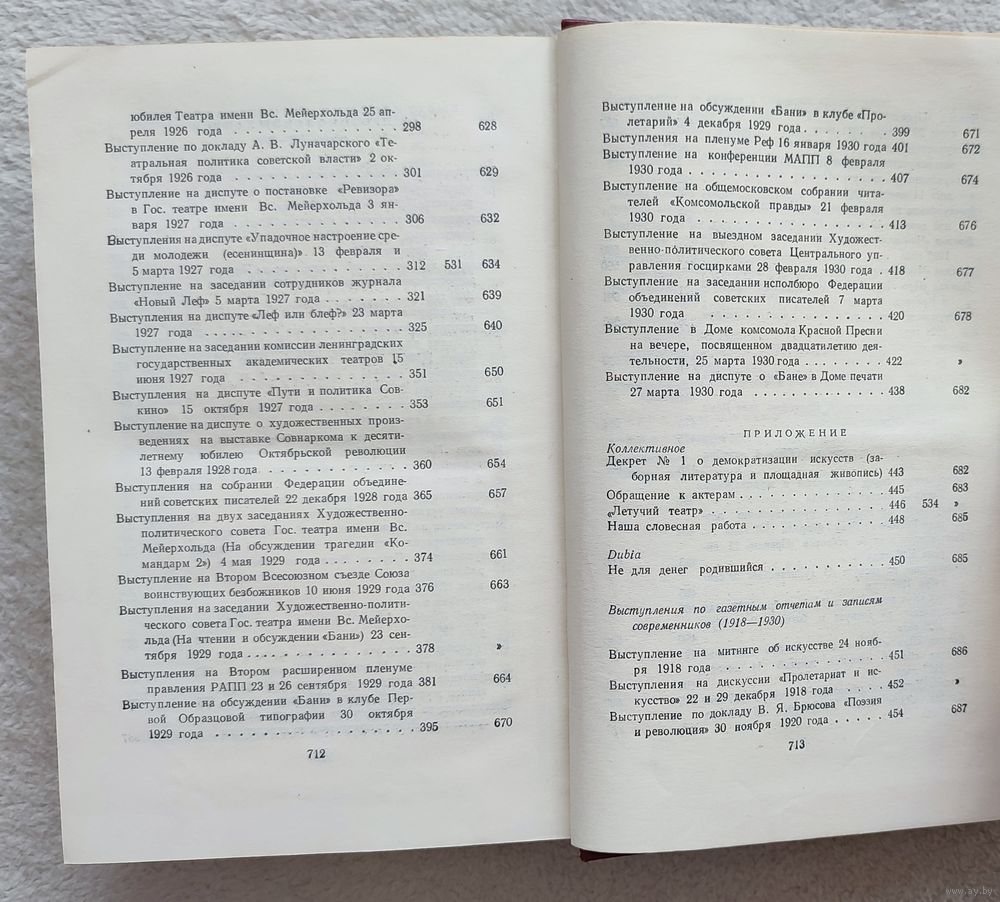 юбилея Театра имени Вс. Мейерхольда 25 ап-
реля 1926 года . . . . . . . . . . . . . 298 628
Выступление по докладу А. В. Луначарского «Те-
атральная политика советской власти» 2 ок-
тября 1926 года . . . . . . . . . . . . . 301 629
Выступление на диспуте о постановке «Ревизора»
в Гос. театре имени Вс. Мейерхольда 3 ян-
варя 1927 года . . . . . . . . . . . . . 306 632
Выступления на диспуте «Упадочное настроение сре-
ди молодежи (есенинщина)» 13 февраля и
5 марта 1927 года . . . . . . . . . . . . 312 531 634
Выступление на заседании сотрудников журнала
«Новый Леф» 5 марта 1927 года . . . . . . . 321 639
Выступления на диспуте «Леф или блеф?» 23 марта
1927 года . . . . . . . . . . . . . . . . 325 640
Выступление на заседании комиссии ленинградских
государственных академических театров 15
июня 1927 года . . . . . . . . . . . . . 351 650
Выступления на диспуте «Пути и политика Сов-
кино» 15 октября 1927 года . . . . . . . . 353 651
Выступление на диспуте о художественных произ-
ведениях на выставке Совнаркома к десяти-
летнему юбилею Октябрьской революции
13 февраля 1928 года . . . . . . . . . . . 360 654
Выступления на собрании Федерации объедине-
ний советских писателей 22 декабря 1928 года 365 657
Выступления на двух заседаниях Художественно-
политического совета Гос. театра имени Вс.
Мейерхольда (На обсуждении трагедии «Ко-
мандарм 2») 4 мая 1929 года . . . . . . . . 374 661
Выступление на Втором Всесоюзном съезде Союза
воинствующих безбожников 10 июня 1929 года 376 663
Выступления на заседании Художественно-полити-
ческого совета Гос. театра имени Вс. Мейерхо-
льда (На чтении и обсуждении «Бани») 23 сен-
тября 1929 года . . . . . . . . . . . . . . 378 »
Выступления на Втором расширенном пленуме
правления РАПП 23 и 26 сентября 1929 года 381 664
Выступление на обсуждении «Бани» в клубе Пер-
вой Образцовой типографии 30 октября
1929 года . . . . . . . . . . . . . . . . 395 670
712
Выступление на обсуждении «Бани» в клубе «Про-
летарий» 4 декабря 1929 года . . . . . . . 399 671
Выступления на пленуме Реф 16 января 1930 года 401 672
Выступление на конференции МАПП 8 февраля
1930 года . . . . . . . . . . . . . . . . . 407 674
Выступления на общемосковском собрании чита-
телей «Комсомольской правды» 21 февраля
1930 года . . . . . . . . . . . . . . . . . 413 676
Выступления на выездном заседании Художест-
венно-политического совета Центрального уп-
равления госцирками 28 февраля 1930 года . 418 677
Выступление на заседании исполбюро Федерации
объединений советских писателей 7 марта
1930 года . . . . . . . . . . . . . . . . 420 678
Выступление в Доме комсомола Красной Пресни
на вечере, посвященном двадцатилетию дея-
тельности, 25 марта 1930 года . . . . . . . . 422 »
Выступление на диспуте о «Бане» в Доме печати
27 марта 1930 года . . . . . . . . . . . . . 438 682
ПРИЛОЖЕНИЕ
Коллективное
Декрет № 1 о демократизации искусств (за-
борная литература и площадная живопись) 443 682
Обращение к актерам . . . . . . . . . . . . . 445 683
«Летучий театр» . . . . . . . . . . . . . . . . 446 534 »
Наша словесная работа . . . . . . . . . . . . 448 685
Dubia
Не для денег родившийся . . . . . . . . . . . 450 685
Выступления по газетным отчетам и записям
современников (1918—1930)
Выступление на митинге об искусстве 24 нояб-
ря 1918 года . . . . . . . . . . . . . . . 451 686
Выступления на дискуссии «Пролетариат и ис-
кусство» 22 и 29 декабря 1918 года . . . . 452 »
Выступление по докладу В. Я. Брюсова «Поэзия
и революция» 30 ноября 1920 года . . . . . 454 687
713
www.ay.by